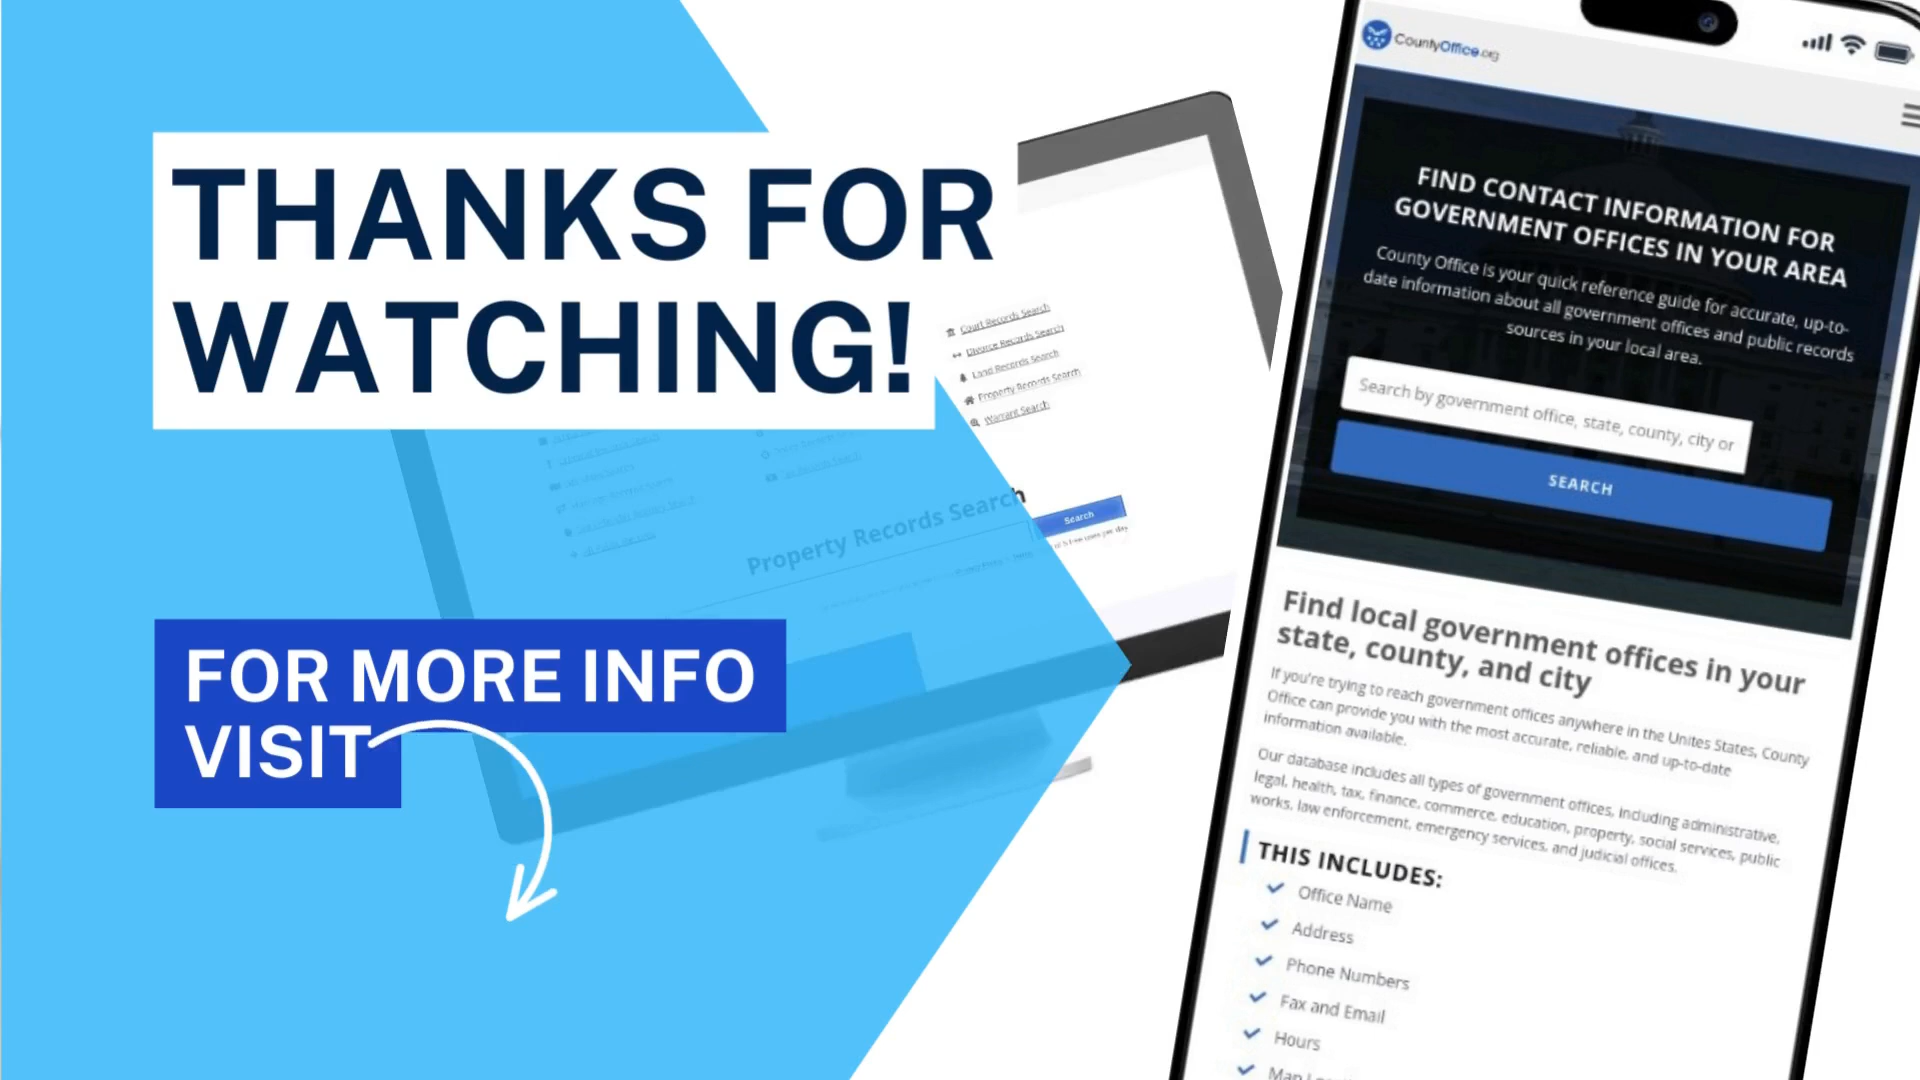 THANKS FOR
WATCHING!
FOR MORE INFO
VISIT
Court Records Search
Divorce Records Search
Land Records Search
Property Records Search
Warrant Search
Property Records Search
Search
CountyOffice.org
FIND CONTACT INFORMATION FOR
GOVERNMENT OFFICES IN YOUR AREA
County Office is your quick reference guide for accurate, up-to-
date information about all government offices and public records
sources in your local area.
Search by government office, state, county, city or
SEARCH
Find local government offices in your
state, county, and city
If you're trying to reach government offices anywhere in the Unites States, County
Office can provide you with the most accurate, reliable, and up-to-date
information available.
Our database includes all types of government offices, including administrative,
legal, health, tax, finance, commerce, education, property, social services, public
works, law enforcement, emergency services, and judicial offices.
THIS INCLUDES:
Office Name
Address
Phone Numbers
Fax and Email
Hours